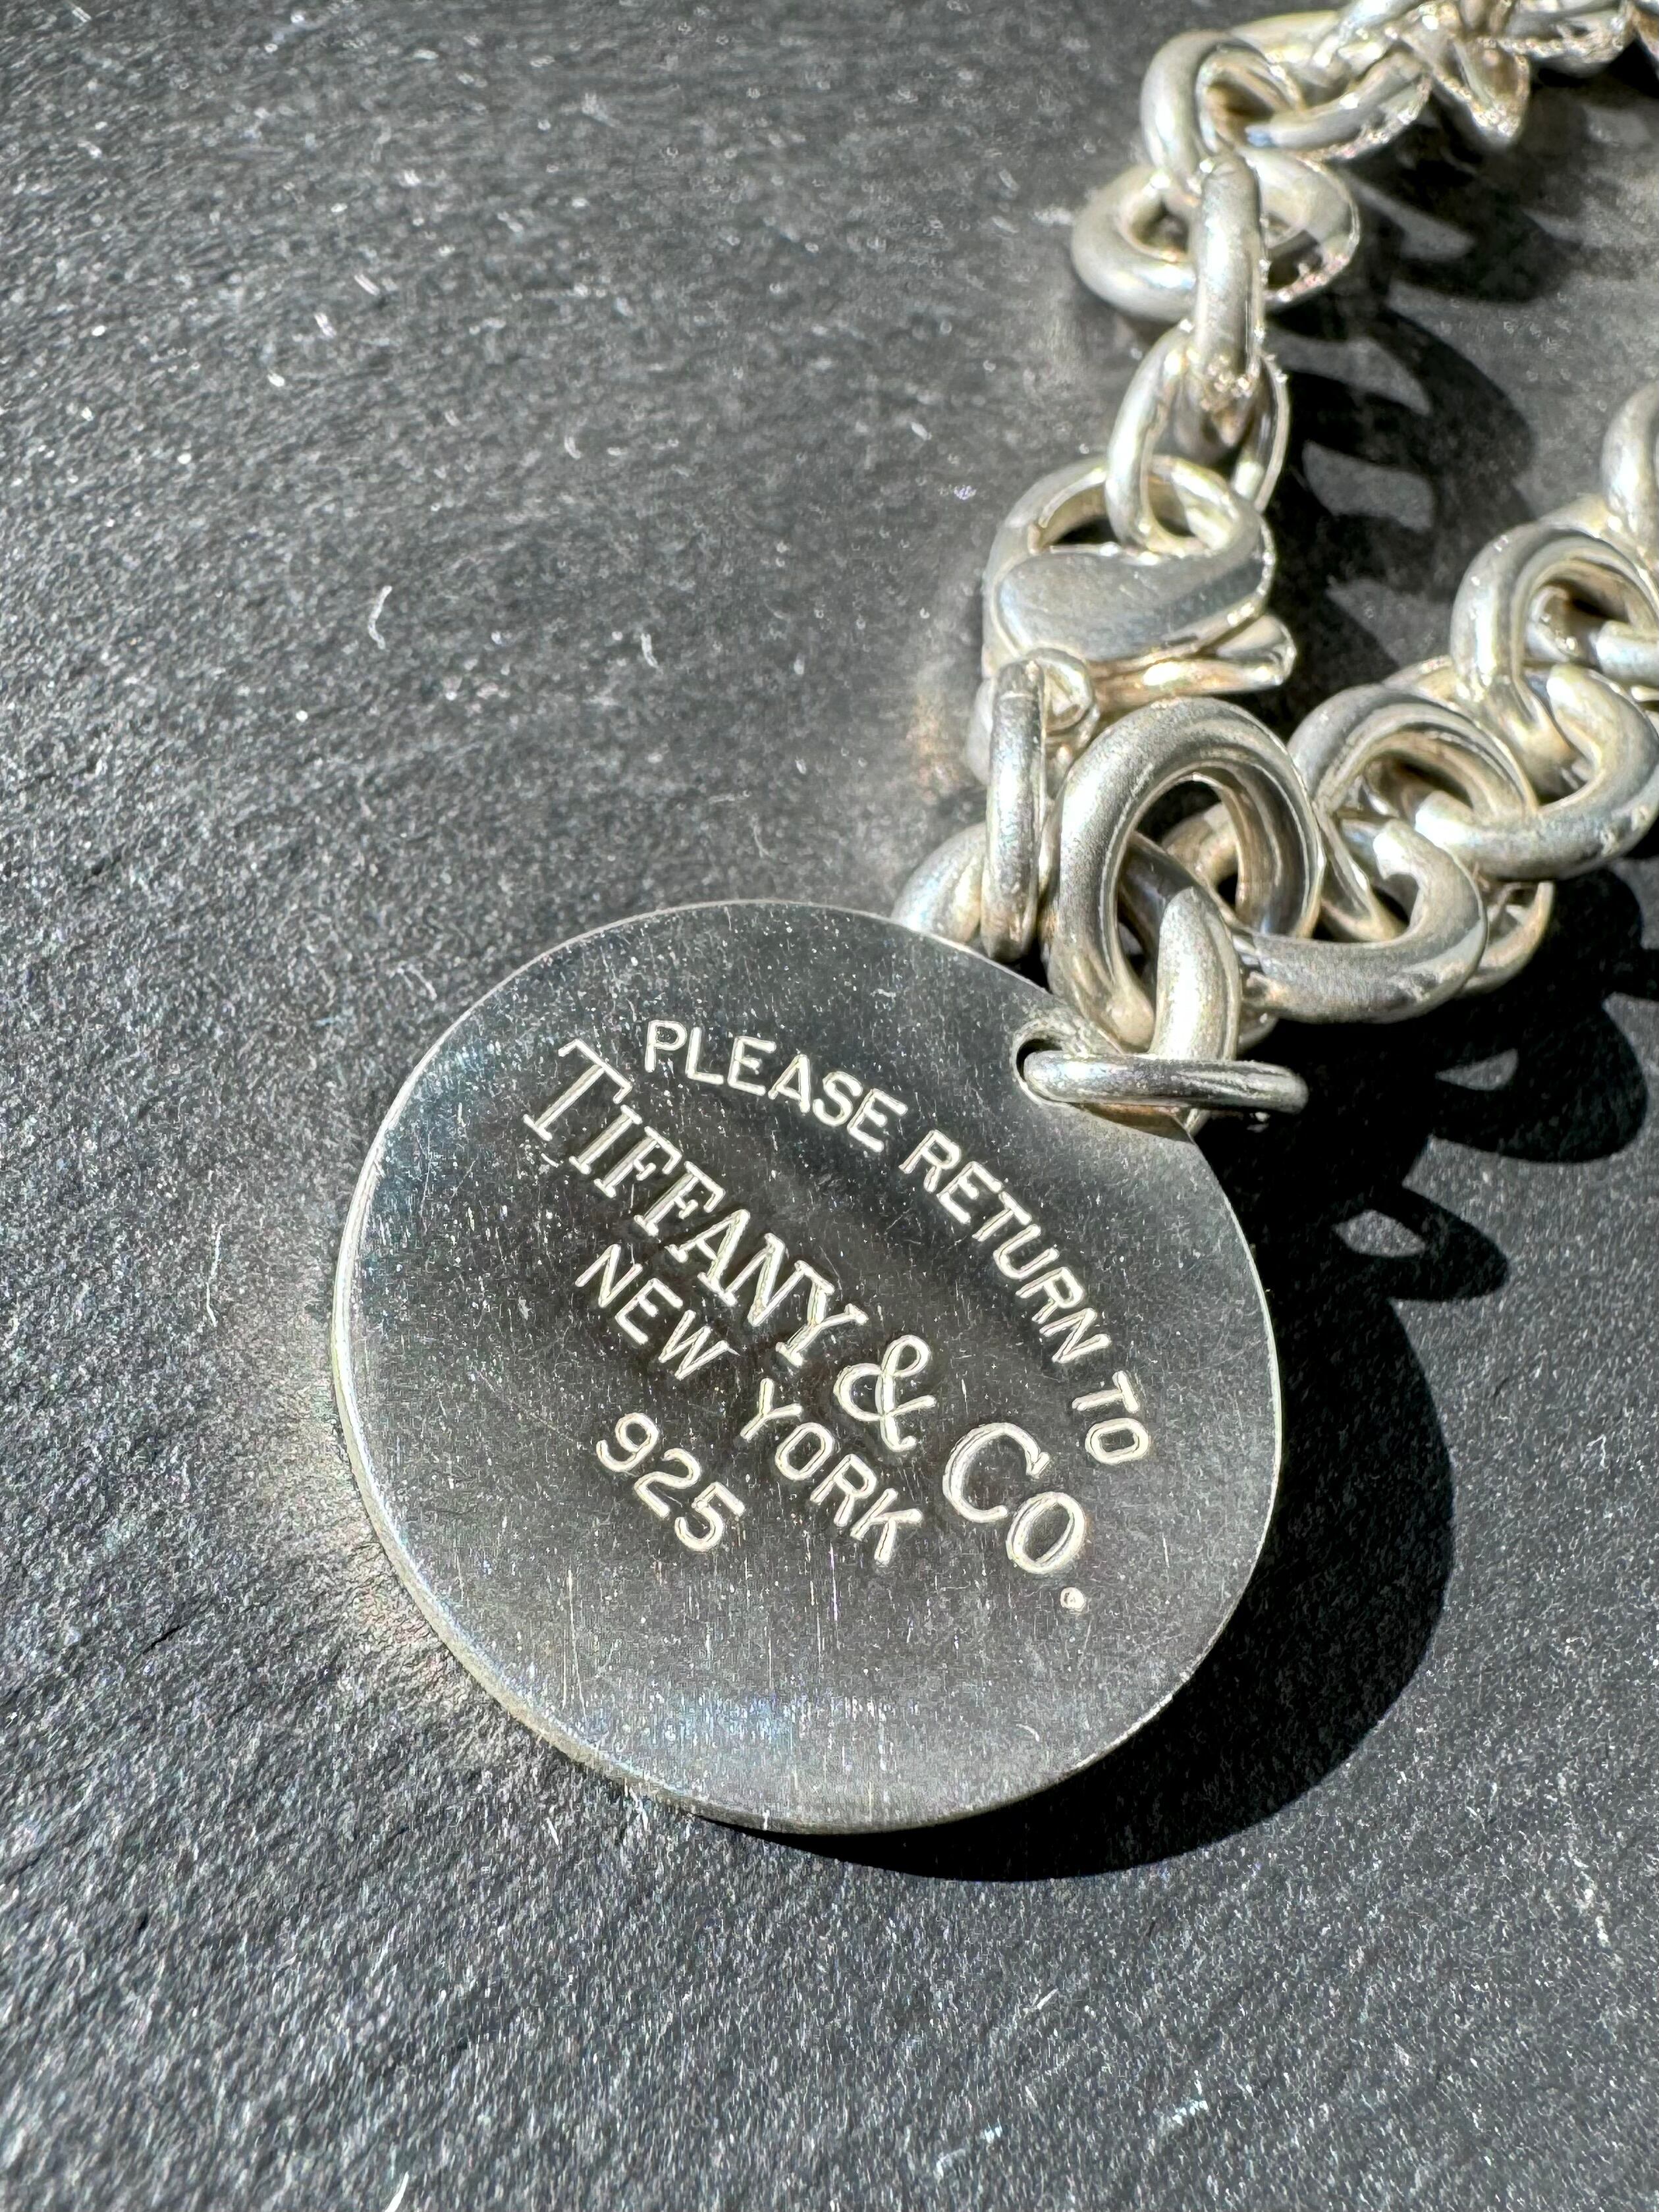 PLEASE RETURN TO
TIFFANY & CO.
NEW YORK
925